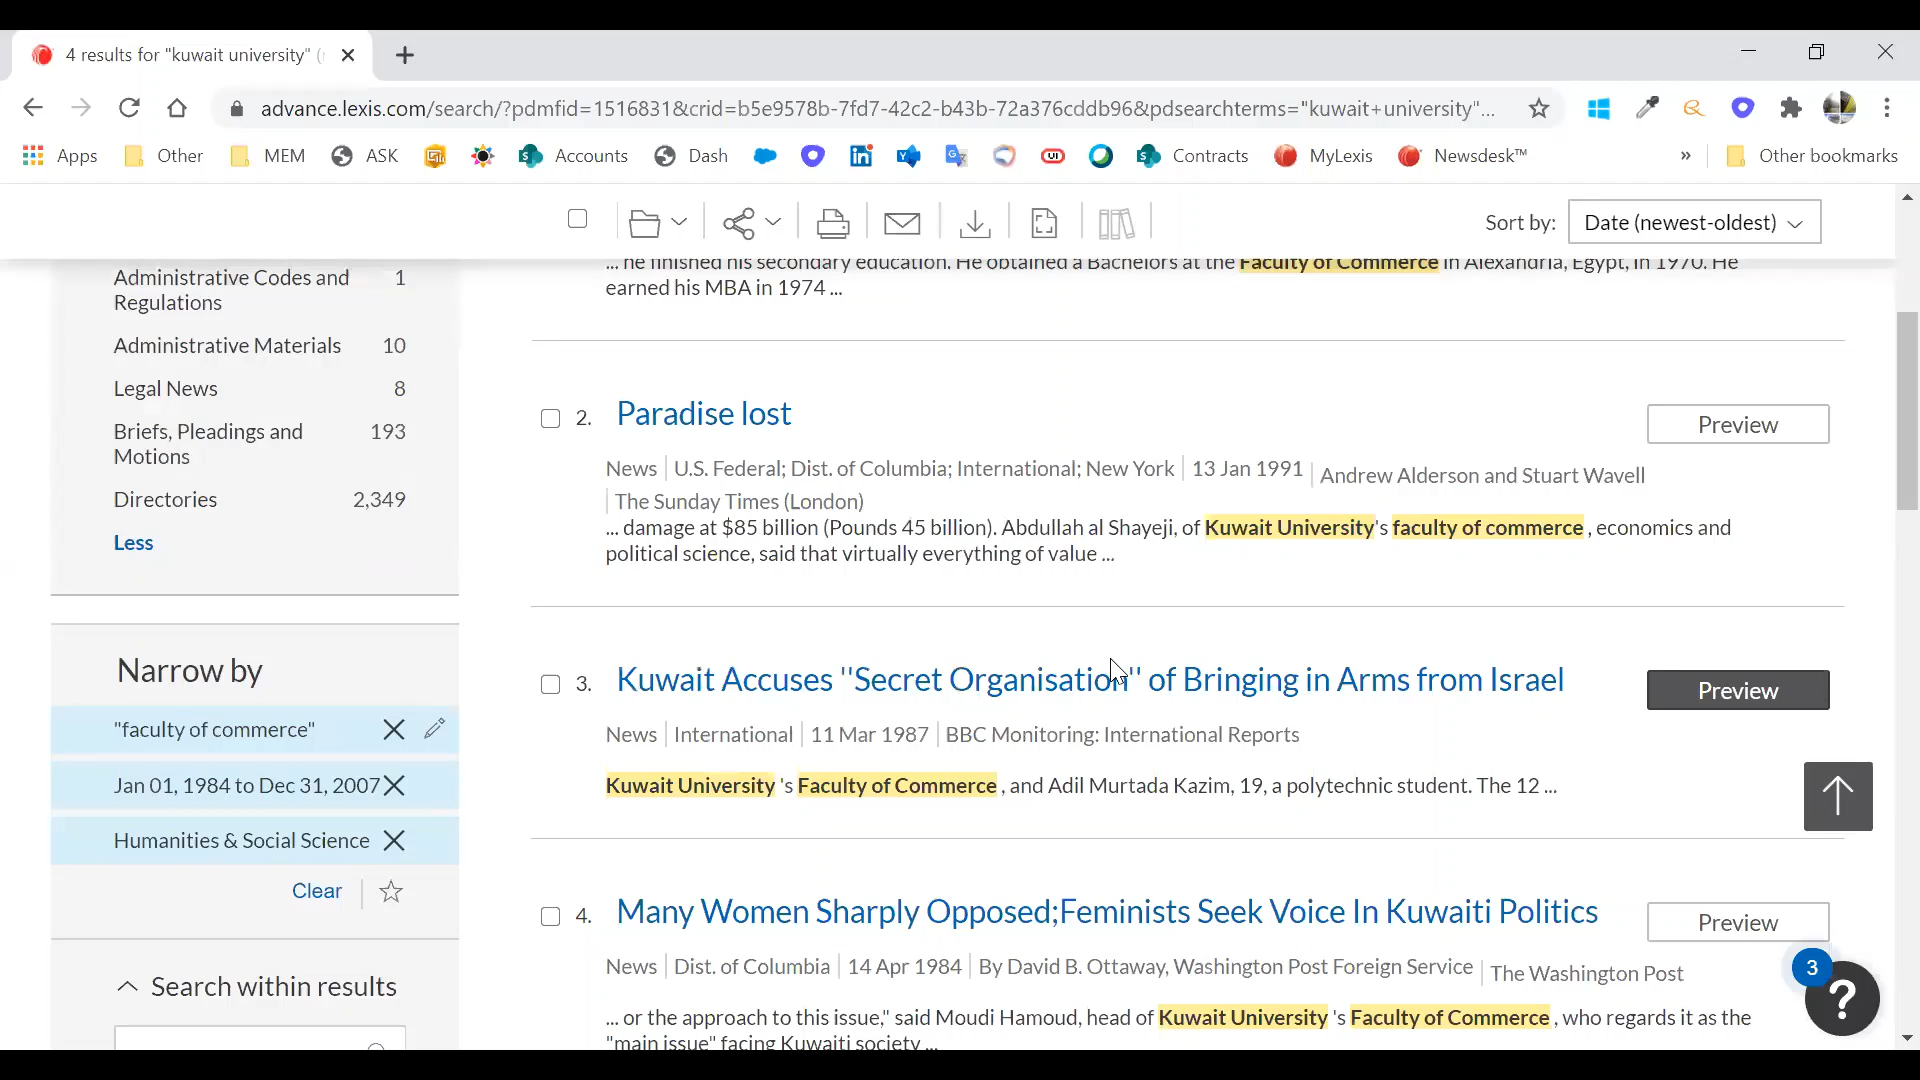 4 results for "kuwait university" (
advance.lexis.com/search/?pdmfid=1516831&crid=b5e9578b-7fd7-42c2-b43b-72a376cddb96&pdsearchterms="kuwait+university"...
Apps Other MEM ASK Accounts Dash Contracts MyLexis Newsdesk™ » Other bookmarks
Sort by: Date (newest-oldest)
Administrative Codes and 1
Regulations
Administrative Materials 10
Legal News 8
Briefs, Pleadings and 193
Motions
Directories 2,349
Less
Narrow by
"faculty of commerce"
Jan 01, 1984 to Dec 31, 2007
Humanities & Social Science
Clear
Search within results
... he finished his secondary education. He obtained a Bachelors at the Faculty of Commerce in Alexandria, Egypt, in 1970. He
earned his MBA in 1974 ...
2. Paradise lost
Preview
News U.S. Federal; Dist. of Columbia; International; New York 13 Jan 1991 Andrew Alderson and Stuart Wavell
The Sunday Times (London)
... damage at $85 billion (Pounds 45 billion). Abdullah al Shayeji, of Kuwait University's faculty of commerce, economics and
political science, said that virtually everything of value ...
3. Kuwait Accuses ''Secret Organisation'' of Bringing in Arms from Israel
Preview
News International 11 Mar 1987 BBC Monitoring: International Reports
Kuwait University 's Faculty of Commerce, and Adil Murtada Kazim, 19, a polytechnic student. The 12 ...
4. Many Women Sharply Opposed;Feminists Seek Voice In Kuwaiti Politics
Preview
News Dist. of Columbia 14 Apr 1984 By David B. Ottaway, Washington Post Foreign Service The Washington Post
... or the approach to this issue," said Moudi Hamoud, head of Kuwait University 's Faculty of Commerce, who regards it as the
"main issue" facing Kuwaiti society ...
3
?